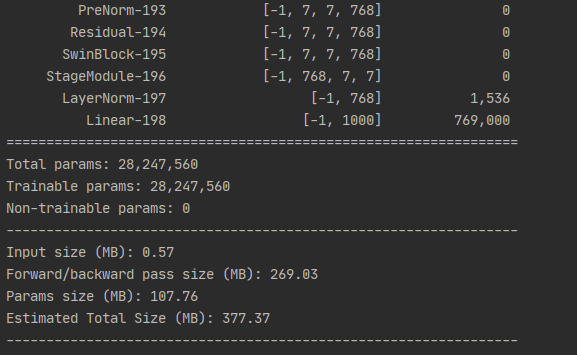 PreNorm-193 [-1, 7, 7, 768] 0
Residual-194 [-1, 7, 7, 768] 0
SwinBlock-195 [-1, 7, 7, 768] 0
StageModule-196 [-1, 768, 7, 7] 0
LayerNorm-197 [-1, 768] 1,536
Linear-198 [-1, 1000] 769,000
================================================================
Total params: 28,247,560
Trainable params: 28,247,560
Non-trainable params: 0
----------------------------------------------------------------
Input size (MB): 0.57
Forward/backward pass size (MB): 269.03
Params size (MB): 107.76
Estimated Total Size (MB): 377.37
----------------------------------------------------------------